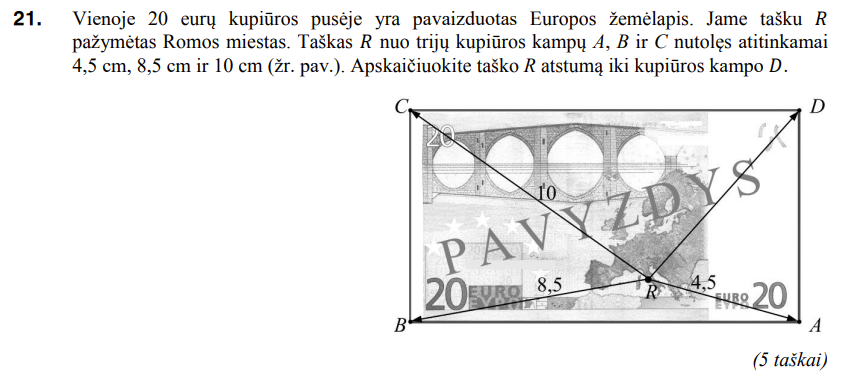 21. Vienoje 20 eurų kupiūros pusėje yra pavaizduotas Europos žemėlapis. Jame tašku R
pažymėtas Romos miestas. Taškas R nuo trijų kupiūros kampų A, B ir C nutolęs atitinkamai
4,5 cm, 8,5 cm ir 10 cm (žr. pav.). Apskaičiuokite taško R atstumą iki kupiūros kampo D.
C
D
20
10
PAVYZDYS
8,5
4,5
R
20 EURO
ΕΥΡΩ
EURO 20
ΕΥΡΩ
B
A
(5 taškai)